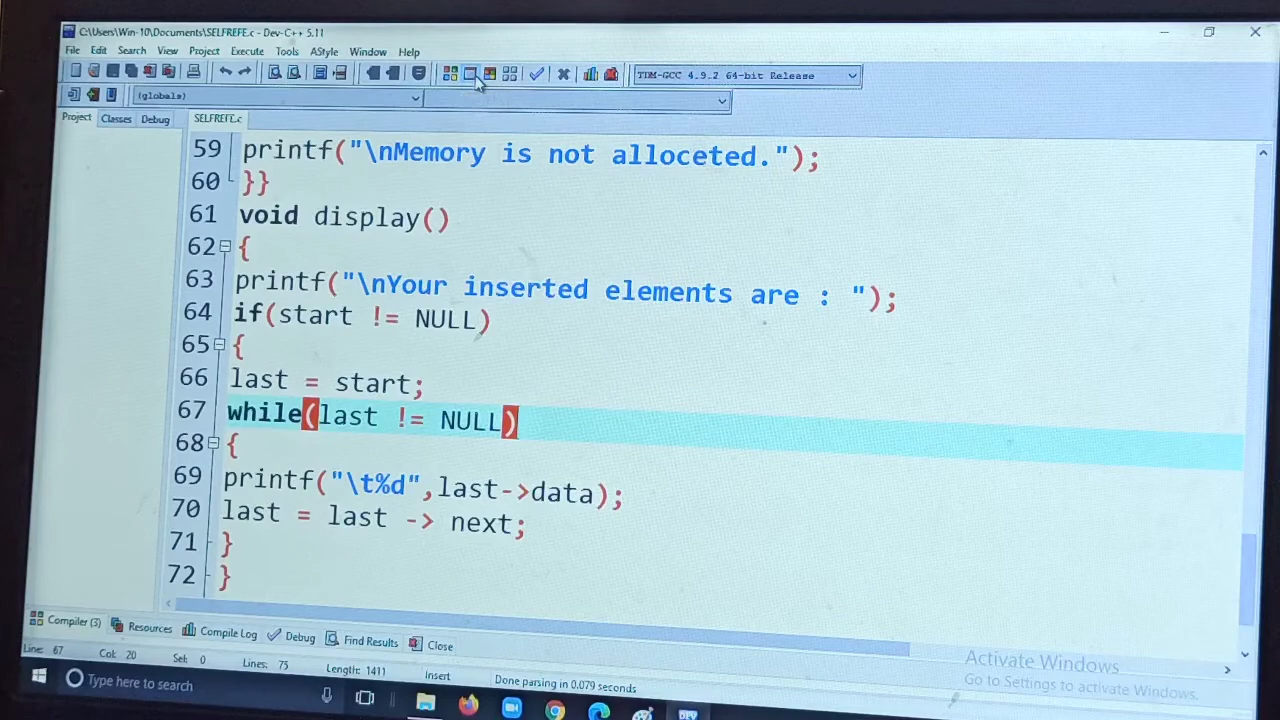 C:\Users\Win-10\Documents\SELFREFE.c - Dev-C++ 5.11
File Edit Search View Project Execute Tools AStyle Window Help
TDM-GCC 4.9.2 64-bit Release
(globals)
Project Classes Debug SELFREFE.c
59 printf("\nMemory is not alloceted.");
60 }}
61 void display()
62 {
63 printf("\nYour inserted elements are : ");
64 if(start != NULL)
65 {
66 last = start;
67 while(last != NULL)
68 {
69 printf("\t%d",last->data);
70 last = last -> next;
71 }
72 }
Compiler (3) Resources Compile Log Debug Find Results Close
Line: 67 Col: 20 Sel: 0 Lines: 75 Length: 1411 Insert Done parsing in 0.079 seconds
Activate Windows
Go to Settings to activate Windows.
Type here to search
DEV